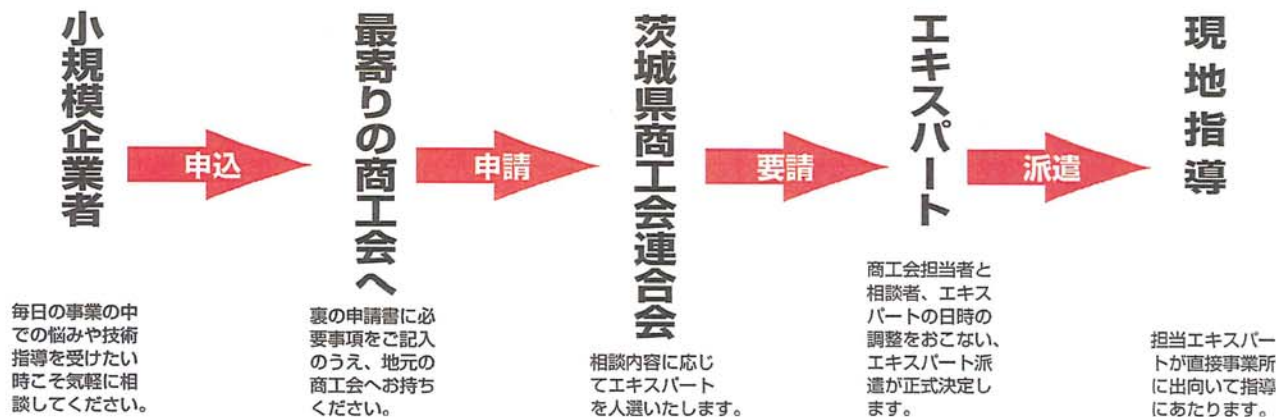 小規模企業者
毎日の事業の中
での悩みや技術
指導を受けたい
時こそ気軽に相
談してください。
申込
最寄りの商工会へ
裏の申請書に必
要事項をご記入
のうえ、地元の
商工会へお持ち
ください。
申請
茨城県商工会連合会
相談内容に応じ
てエキスパート
を人選いたします。
要請
エキスパート
商工会担当者と
相談者、エキス
パートの日時の
調整をおこない、
エキスパート派
遣が正式決定し
ます。
派遣
現地指導
担当エキスパー
トが直接事業所
に出向いて指導
にあたります。